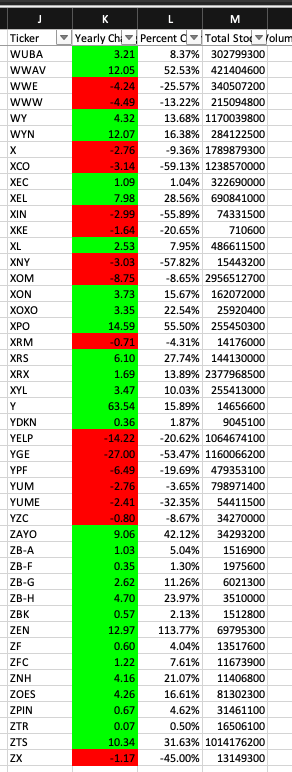 J K L M
Ticker Yearly Cha Percent C Total Stoc Volum
WUBA 3.21 8.37% 302799300
WWAV 12.05 52.53% 421404600
WWE -4.24 -25.57% 340507200
WWW -4.49 -13.22% 215094800
WY 4.32 13.68% 1170039800
WYN 12.07 16.38% 284122500
X -2.76 -9.36% 1789879300
XCO -3.14 -59.13% 1238570000
XEC 1.09 1.04% 322690000
XEL 7.98 28.56% 690841000
XIN -2.99 -55.89% 74331500
XKE -1.64 -20.65% 710600
XL 2.53 7.95% 486611500
XNY -3.03 -57.82% 15443200
XOM -8.75 -8.65% 2956512700
XON 3.73 15.67% 162072000
XOXO 3.35 22.54% 25920400
XPO 14.59 55.50% 255450300
XRM -0.71 -4.31% 14176000
XRS 6.10 27.74% 144130000
XRX 1.69 13.89% 2377968500
XYL 3.47 10.03% 255413000
Y 63.54 15.89% 14656600
YDKN 0.36 1.87% 9045100
YELP -14.22 -20.62% 1064674100
YGE -27.00 -53.47% 1160066200
YPF -6.49 -19.69% 479353100
YUM -2.76 -3.65% 798971400
YUME -2.41 -32.35% 54411500
YZC -0.80 -8.67% 34270000
ZAYO 9.06 42.12% 34293200
ZB-A 1.03 5.04% 1516900
ZB-F 0.35 1.30% 1975600
ZB-G 2.62 11.26% 6021300
ZB-H 4.70 23.97% 3510000
ZBK 0.57 2.13% 1512800
ZEN 12.97 113.77% 69795300
ZF 0.60 4.04% 13517600
ZFC 1.22 7.61% 11673900
ZNH 4.16 21.07% 11406800
ZOES 4.26 16.61% 81302300
ZPIN 0.67 4.62% 31461100
ZTR 0.07 0.50% 16506100
ZTS 10.34 31.63% 1014176200
ZX -1.17 -45.00% 13149300